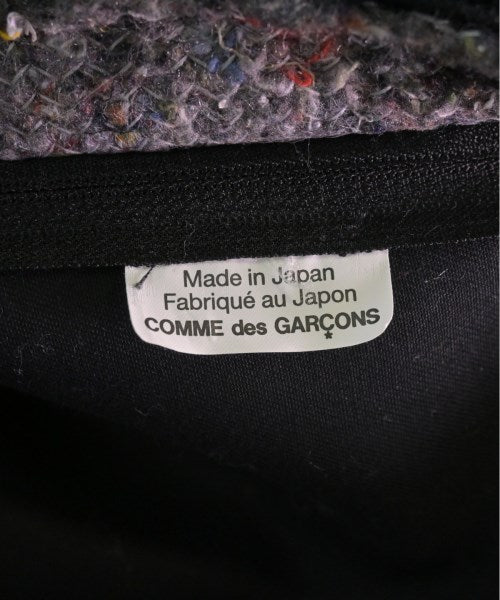 Made in Japan
Fabriqué au Japon
COMME des GARÇONS